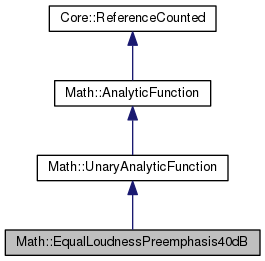 Core::ReferenceCounted
Math::AnalyticFunction
Math::UnaryAnalyticFunction
Math::EqualLoudnessPreemphasis40dB